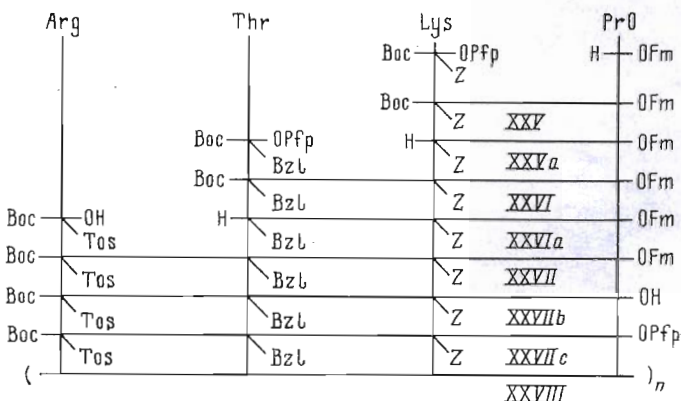 Arg Thr Lys Pro
Boc OPfp H OFm
Z
Boc Z XXV OFm
Boc OPfp H OFm
Bzl Z XXVa
Boc OFm
Bzl Z XXVI
Boc OH H OFm
Tos Bzl Z XXVIa
Boc OFm
Tos Bzl Z XXVII
Boc OH
Tos Bzl Z XXVIIb
Boc OPfp
Tos Bzl Z XXVIIc
( )n
XXVIII